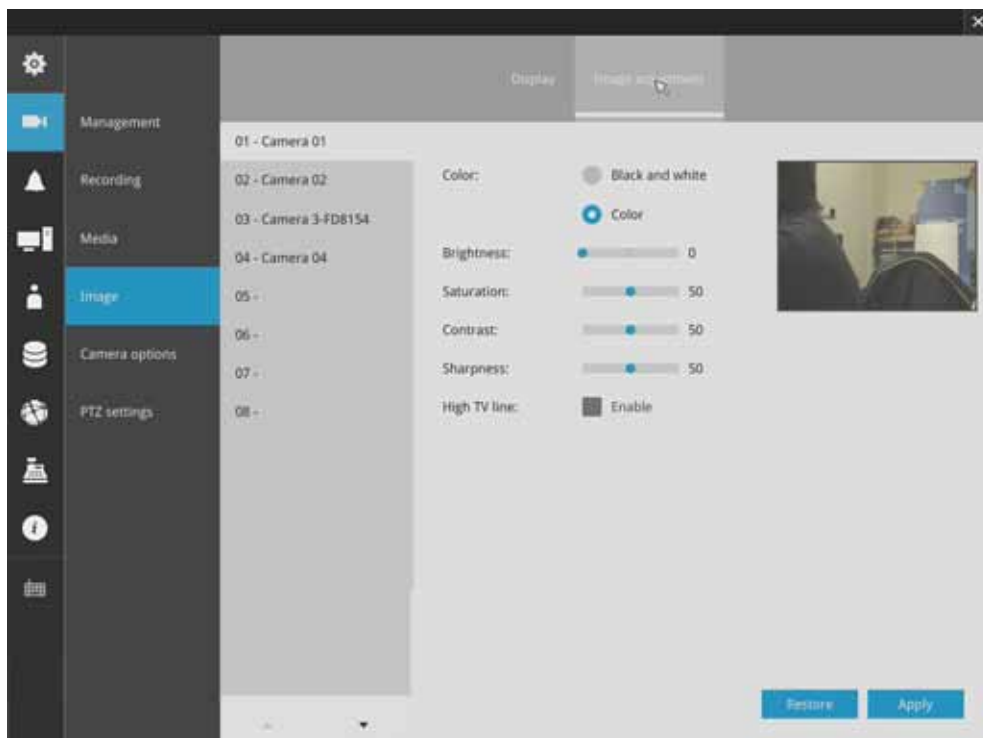 Display
Image adjustment
Management
Recording
Media
Image
Camera options
PTZ settings
01 - Camera 01
02 - Camera 02
03 - Camera 3-FD8154
04 - Camera 04
05 -
06 -
07 -
08 -
Color:
Black and white
Color
Brightness:
0
Saturation:
50
Contrast:
50
Sharpness:
50
High TV line:
Enable
Restore
Apply